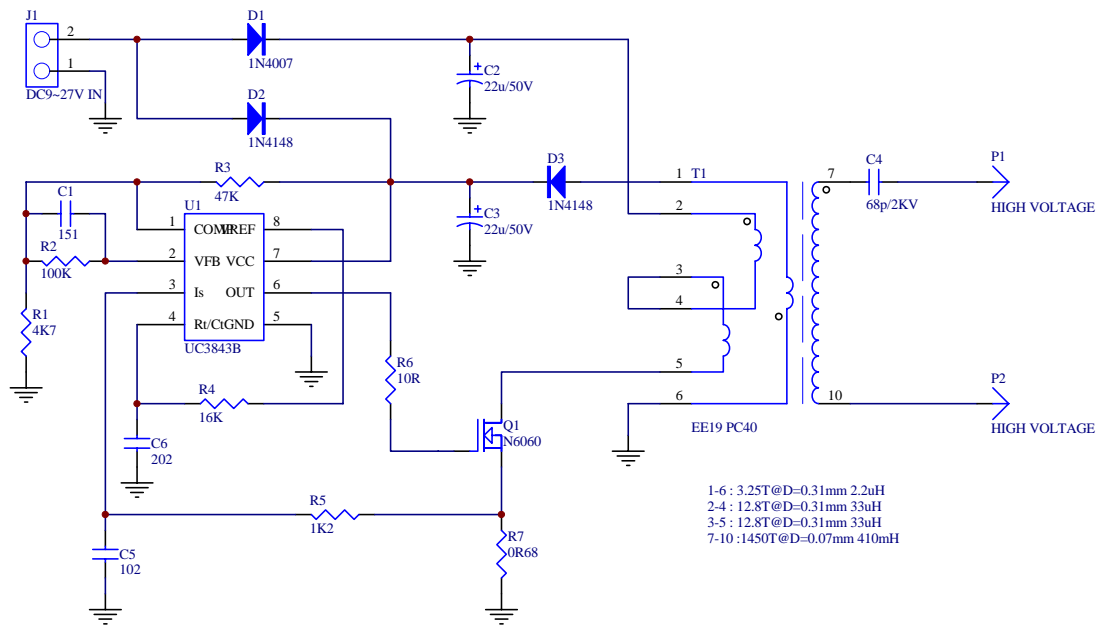 J1
2
1
DC9~27V IN
D1
1N4007
D2
1N4148
+
C2
22u/50V
D3
1N4148
+
C3
22u/50V
R3
47K
C1
151
R2
100K
R1
4K7
U1
1 COMP VREF 8
2 VFB VCC 7
3 Is OUT 6
4 Rt/Ct GND 5
UC3843B
R4
16K
C6
202
R6
10R
Q1
N6060
R5
1K2
C5
102
R7
0R68
1 T1
2
3
4
5
6
7
10
EE19 PC40
C4
68p/2KV
P1
HIGH VOLTAGE
P2
HIGH VOLTAGE
1-6 : 3.25T@D=0.31mm 2.2uH
2-4 : 12.8T@D=0.31mm 33uH
3-5 : 12.8T@D=0.31mm 33uH
7-10 :1450T@D=0.07mm 410mH